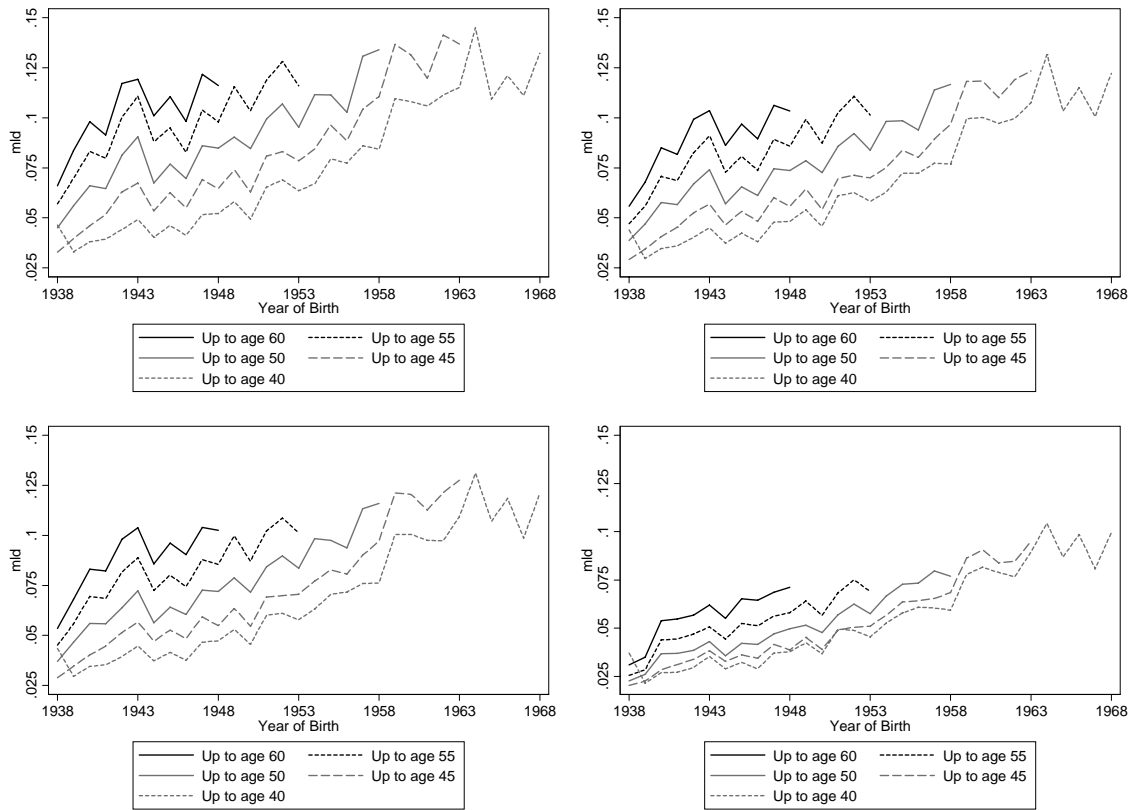 .15
.125
.1
.075
.05
.025
mld
1938 1943 1948 1953 1958 1963 1968
Year of Birth
Up to age 60 Up to age 55
Up to age 50 Up to age 45
Up to age 40
.15
.125
.1
.075
.05
.025
mld
1938 1943 1948 1953 1958 1963 1968
Year of Birth
Up to age 60 Up to age 55
Up to age 50 Up to age 45
Up to age 40
.15
.125
.1
.075
.05
.025
mld
1938 1943 1948 1953 1958 1963 1968
Year of Birth
Up to age 60 Up to age 55
Up to age 50 Up to age 45
Up to age 40
.15
.125
.1
.075
.05
.025
mld
1938 1943 1948 1953 1958 1963 1968
Year of Birth
Up to age 60 Up to age 55
Up to age 50 Up to age 45
Up to age 40